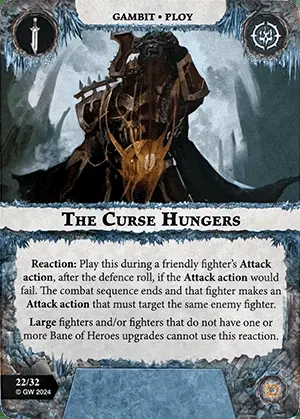 GAMBIT • PLOY
THE CURSE HUNGERS
Reaction: Play this during a friendly fighter's Attack
action, after the defence roll, if the Attack action would
fail. The combat sequence ends and that fighter makes an
Attack action that must target the same enemy fighter.
Large fighters and/or fighters that do not have one or
more Bane of Heroes upgrades cannot use this reaction.
22/32
© GW 2024